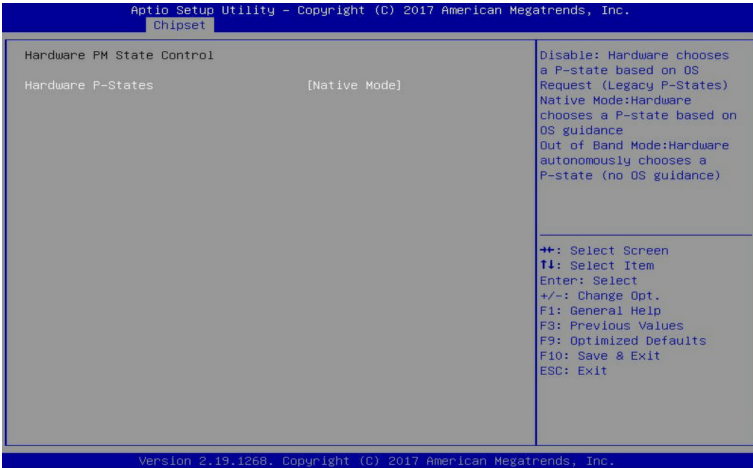 Aptio Setup Utility – Copyright (C) 2017 American Megatrends, Inc.
Chipset
Hardware PM State Control
Hardware P-States [Native Mode]
Disable: Hardware chooses
a P-state based on OS
Request (Legacy P-States)
Native Mode:Hardware
chooses a P-state based on
OS guidance
Out of Band Mode:Hardware
autonomously chooses a
P-state (no OS guidance)
→←: Select Screen
↑↓: Select Item
Enter: Select
+/-: Change Opt.
F1: General Help
F3: Previous Values
F9: Optimized Defaults
F10: Save & Exit
ESC: Exit
Version 2.19.1268. Copyright (C) 2017 American Megatrends, Inc.